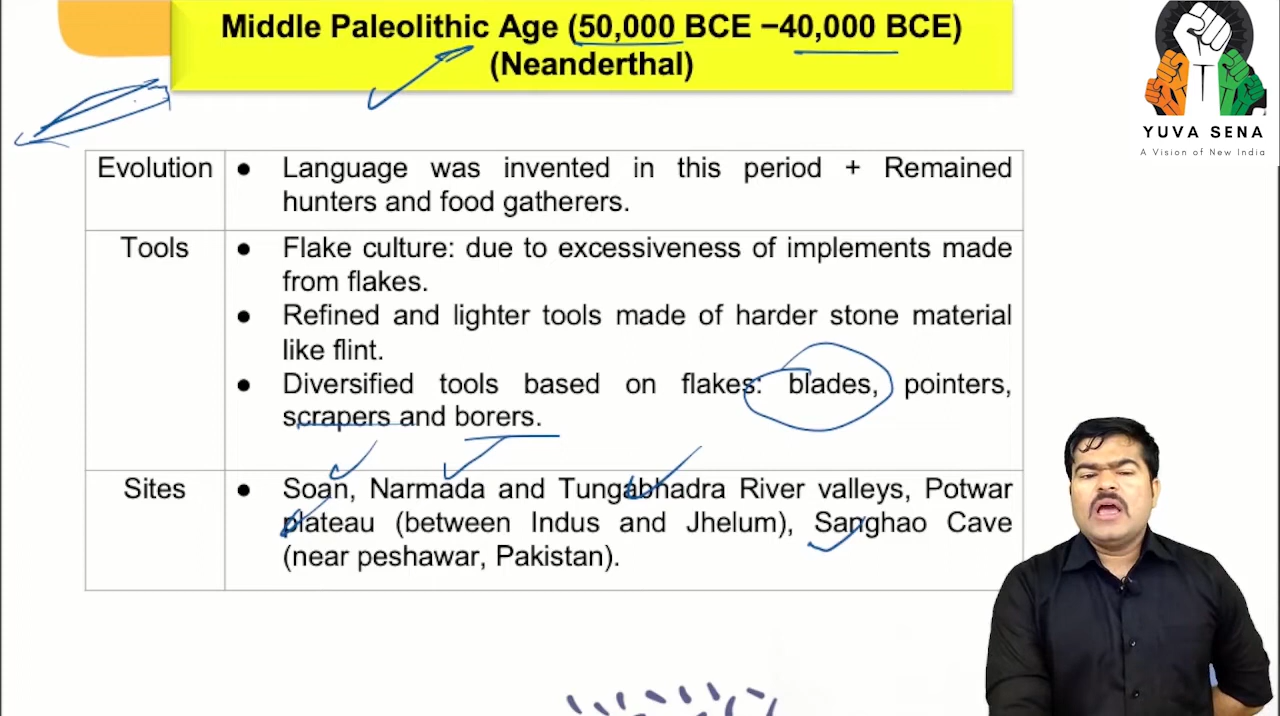 Middle Paleolithic Age (50,000 BCE –40,000 BCE)
(Neanderthal)
YUVA SENA
A Vision of New India
Evolution
● Language was invented in this period + Remained
hunters and food gatherers.
Tools
● Flake culture: due to excessiveness of implements made
from flakes.
● Refined and lighter tools made of harder stone material
like flint.
● Diversified tools based on flakes: blades, pointers,
scrapers and borers.
Sites
● Soan, Narmada and Tungabhadra River valleys, Potwar
plateau (between Indus and Jhelum), Sanghao Cave
(near peshawar, Pakistan).